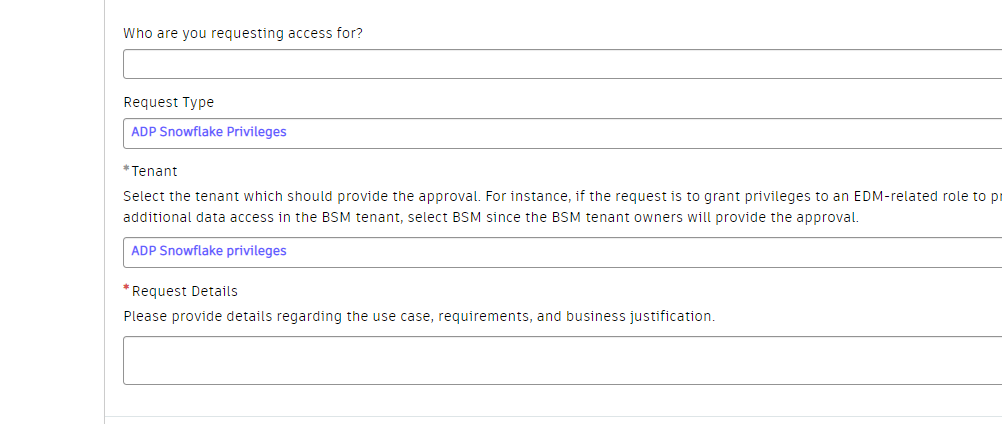 Who are you requesting access for?
Request Type
ADP Snowflake Privileges
*Tenant
Select the tenant which should provide the approval. For instance, if the request is to grant privileges to an EDM-related role to
additional data access in the BSM tenant, select BSM since the BSM tenant owners will provide the approval.
ADP Snowflake privileges
*Request Details
Please provide details regarding the use case, requirements, and business justification.